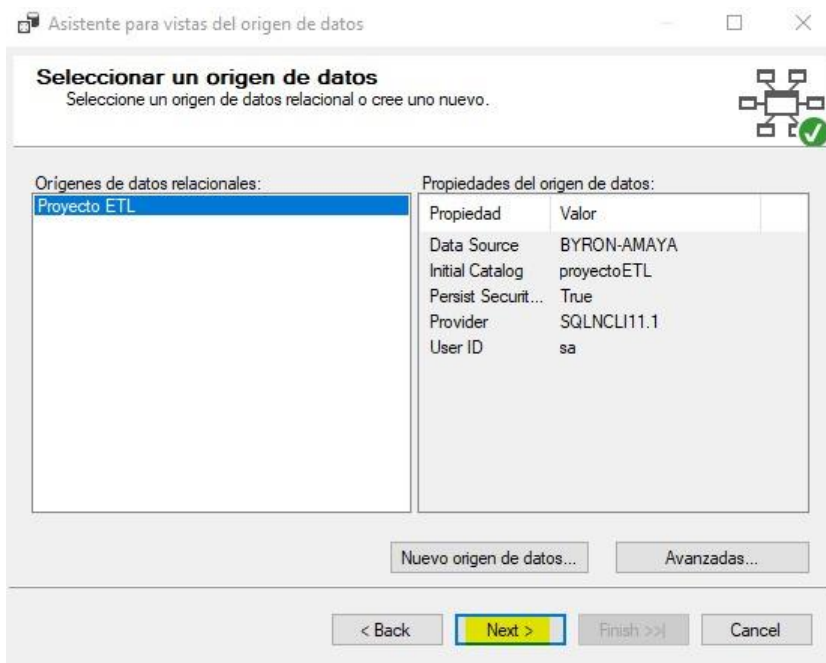 Asistente para vistas del origen de datos
Seleccionar un origen de datos
Seleccione un origen de datos relacional o cree uno nuevo.
Orígenes de datos relacionales:
Proyecto ETL
Propiedades del origen de datos:
Propiedad Valor
Data Source BYRON-AMAYA
Initial Catalog proyectoETL
Persist Securit... True
Provider SQLNCLI11.1
User ID sa
Nuevo origen de datos... Avanzadas...
< Back Next > Finish >>| Cancel